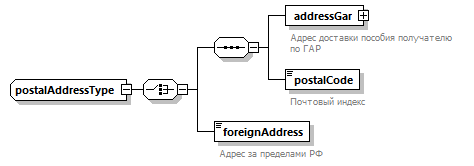 addressGar
Адрес доставки пособия получателю
по ГАР
postalAddressType
postalCode
Почтовый индекс
foreignAddress
Адрес за пределами РФ